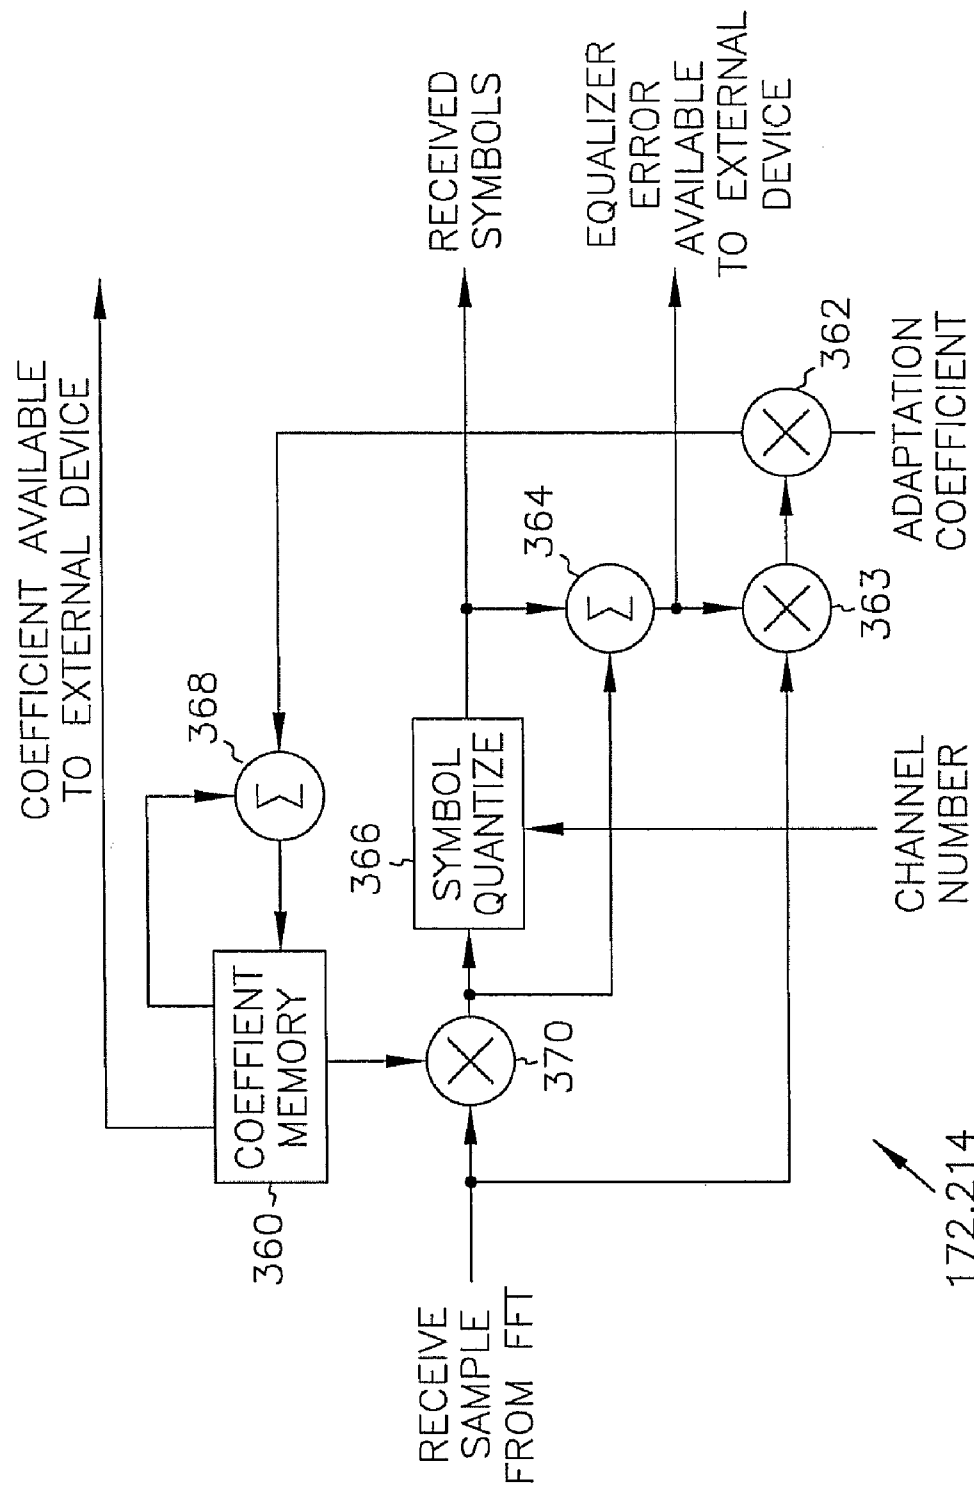 COEFFICIENT AVAILABLE
TO EXTERNAL DEVICE
360
COEFFIENT
MEMORY
368
RECEIVE
SAMPLE
FROM FFT
370
366
SYMBOL
QUANTIZE
RECEIVED
SYMBOLS
Σ
364
Σ
EQUALIZER
ERROR
AVAILABLE
TO EXTERNAL
DEVICE
363
362
172,214
CHANNEL
NUMBER
ADAPTATION
COEFFICIENT